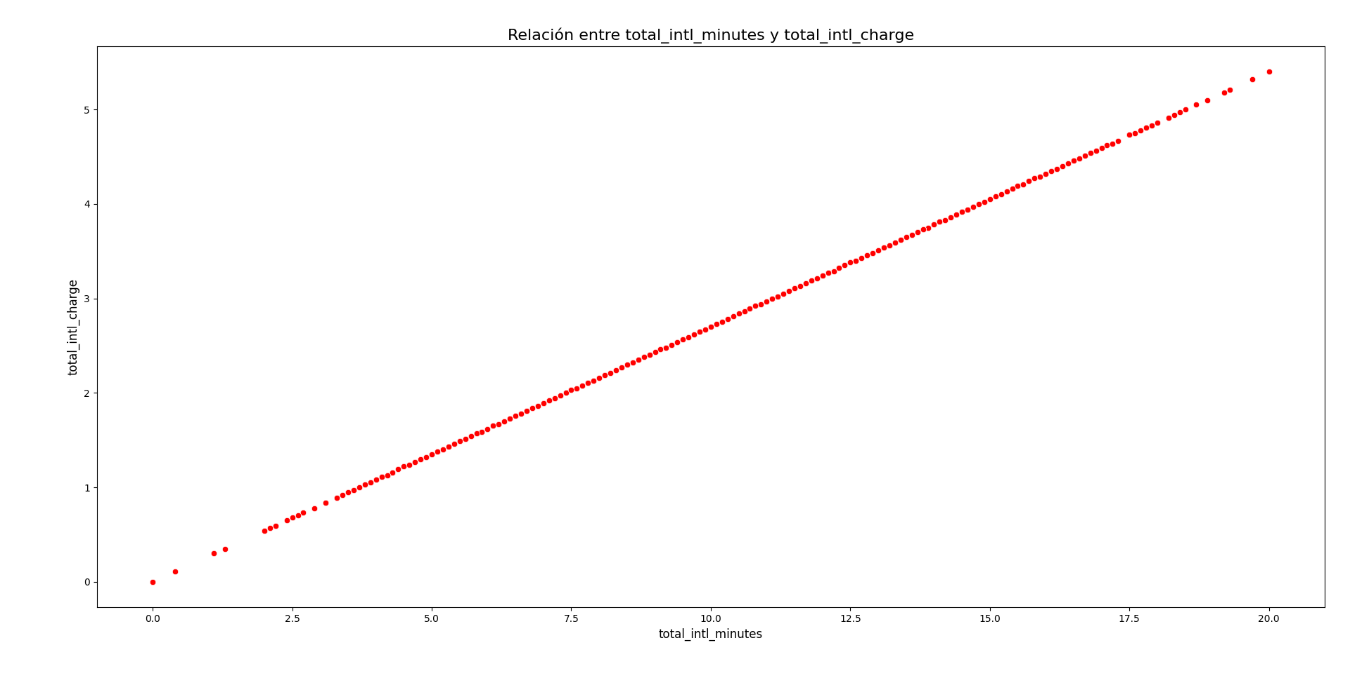 Relación entre total_intl_minutes y total_intl_charge
total_intl_charge
5
4
3
2
1
0
0.0 2.5 5.0 7.5 10.0 12.5 15.0 17.5 20.0
total_intl_minutes